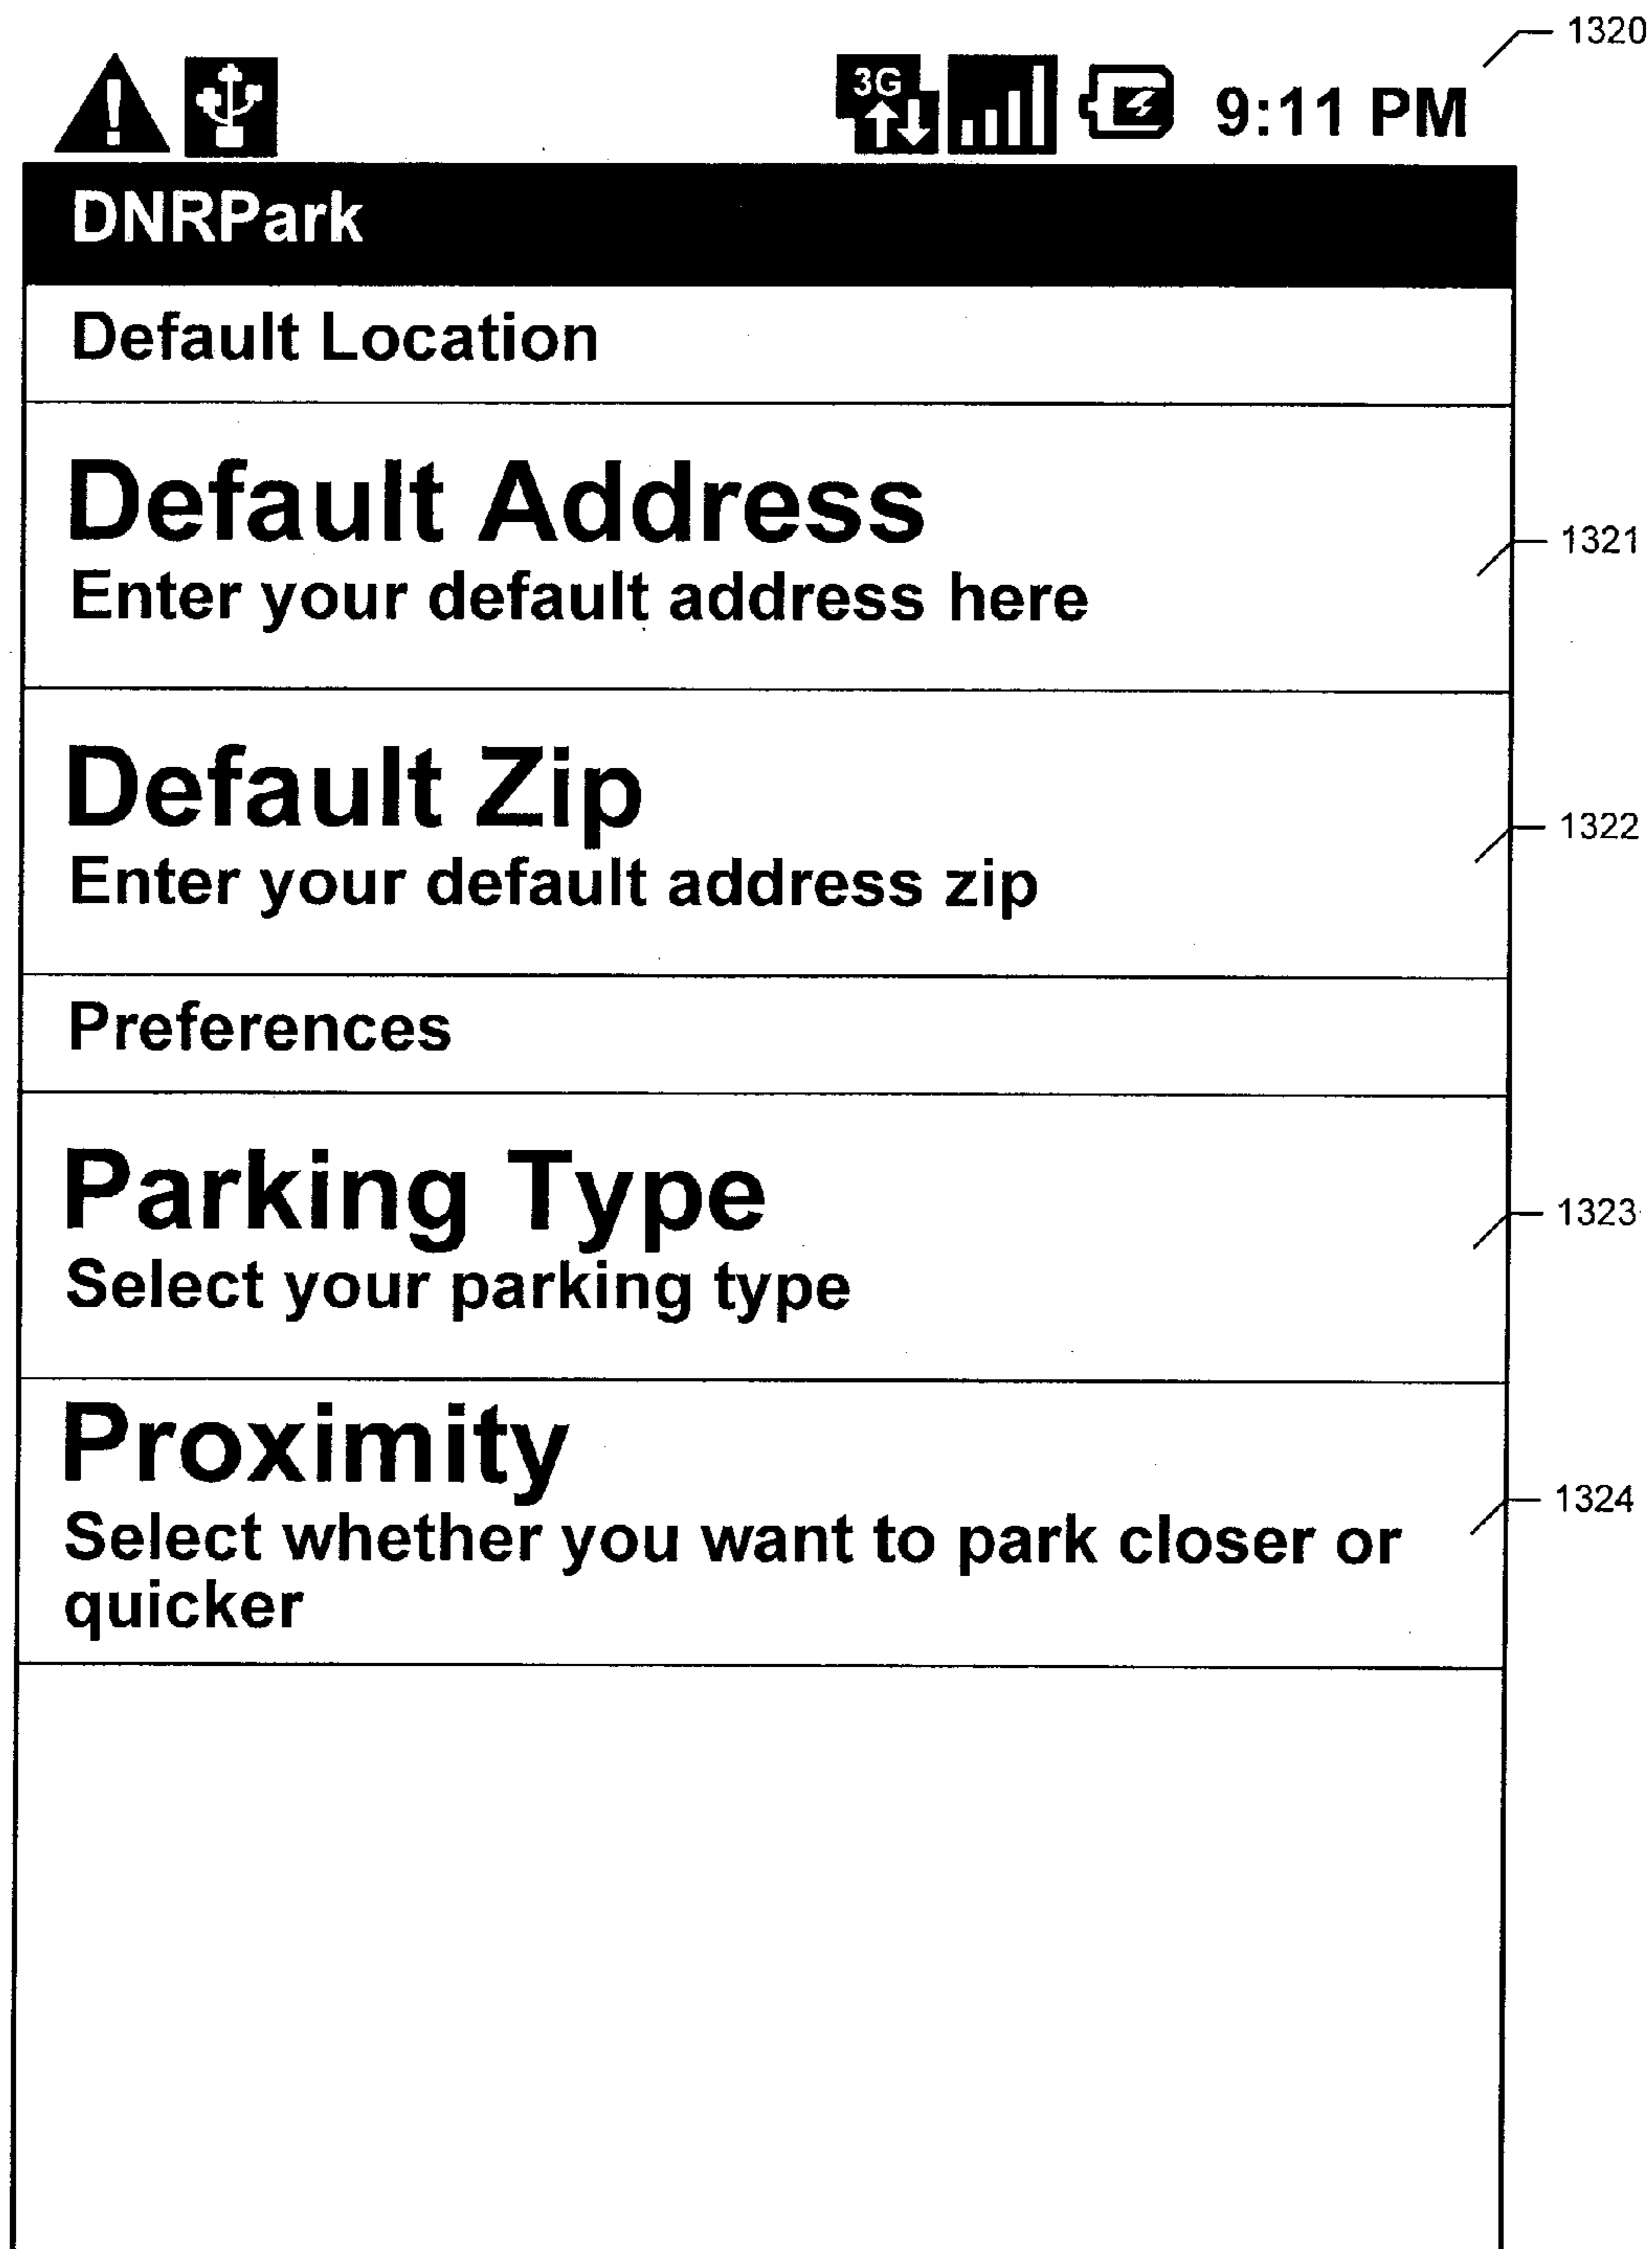 1320
3G 9:11 PM
DNRPark
Default Location
Default Address
Enter your default address here
1321
Default Zip
Enter your default address zip
1322
Preferences
Parking Type
Select your parking type
1323
Proximity
Select whether you want to park closer or
quicker
1324